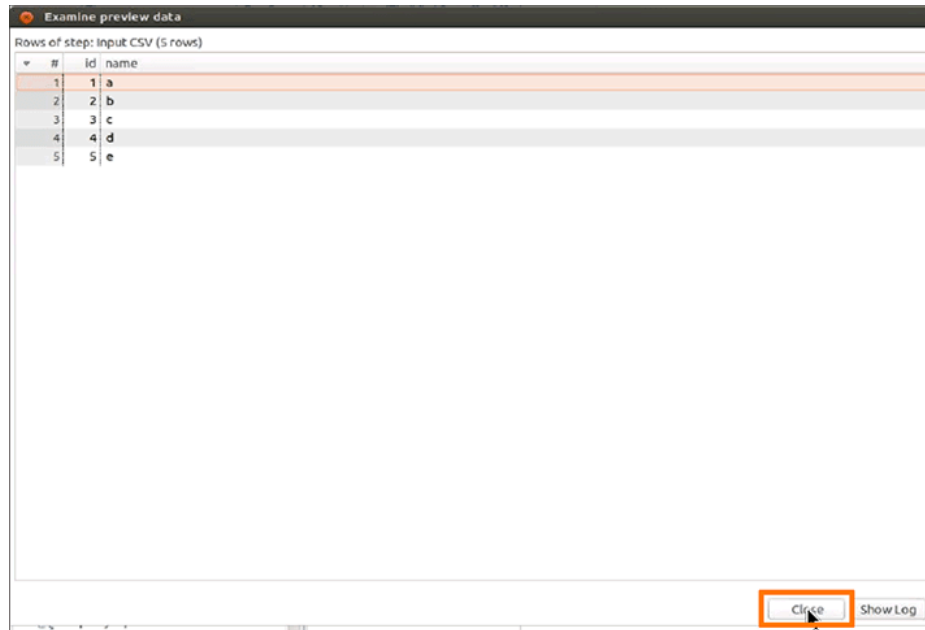 Examine preview data
Rows of step: Input CSV (5 rows)
# id name
1 1 a
2 2 b
3 3 c
4 4 d
5 5 e
Close Show Log